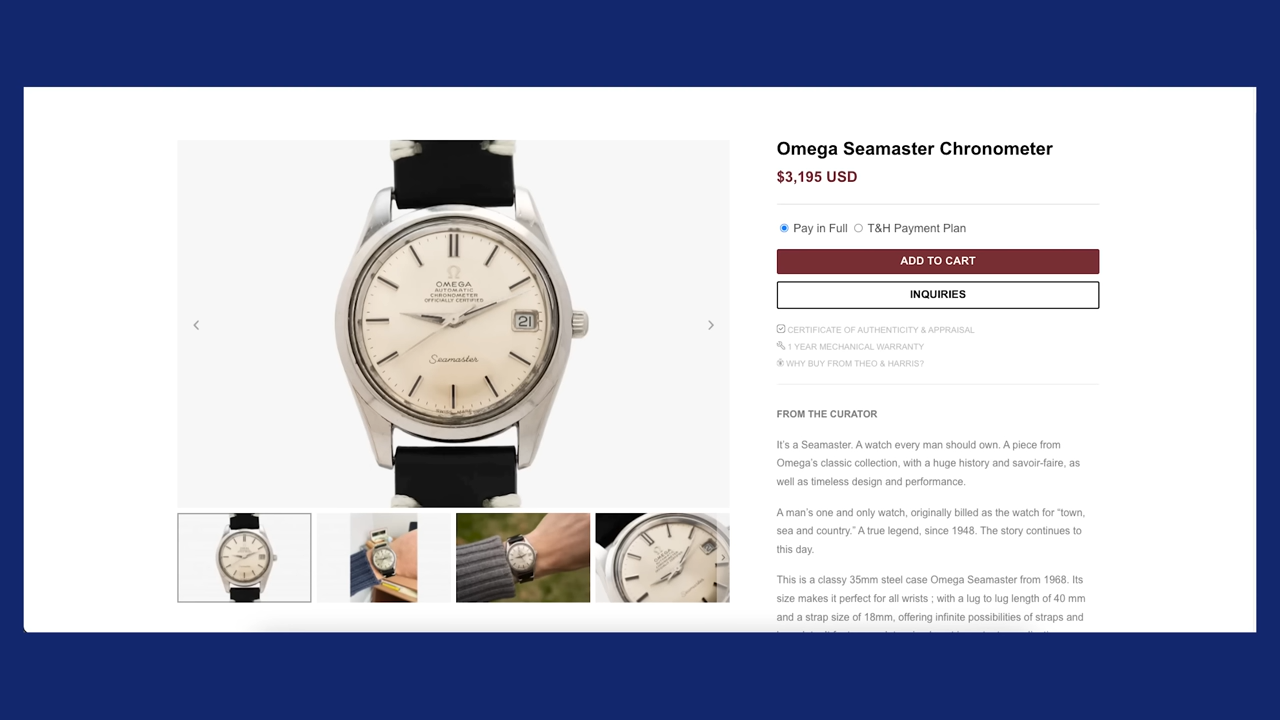 OMEGA
AUTOMATIC
CHRONOMETER
OFFICIALLY CERTIFIED
21
Seamaster
Omega Seamaster Chronometer
$3,195 USD
Pay in Full T&H Payment Plan
ADD TO CART
INQUIRIES
CERTIFICATE OF AUTHENTICITY & APPRAISAL
1 YEAR MECHANICAL WARRANTY
WHY BUY FROM THEO & HARRIS?
FROM THE CURATOR
It's a Seamaster. A watch every man should own. A piece from
Omega's classic collection, with a huge history and savoir-faire, as
well as timeless design and performance.
A man's one and only watch, originally billed as the watch for “town,
sea and country.” A true legend, since 1948. The story continues to
this day.
This is a classy 35mm steel case Omega Seamaster from 1968. Its
size makes it perfect for all wrists ; with a lug to lug length of 40 mm
and a strap size of 18mm, offering infinite possibilities of straps and